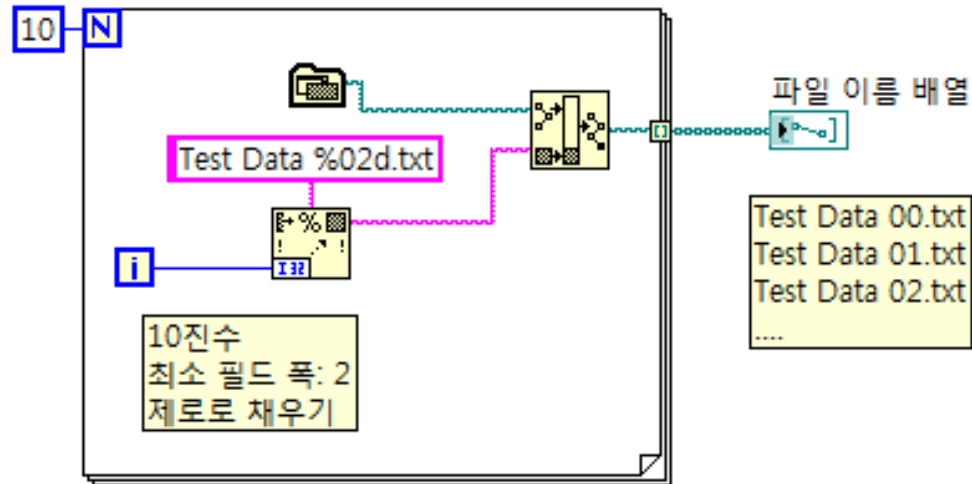 10
N
파일 이름 배열
Test Data %02d.txt
%
! !
I32
i
Test Data 00.txt
Test Data 01.txt
Test Data 02.txt
....
10진수
최소 필드 폭: 2
제로로 채우기